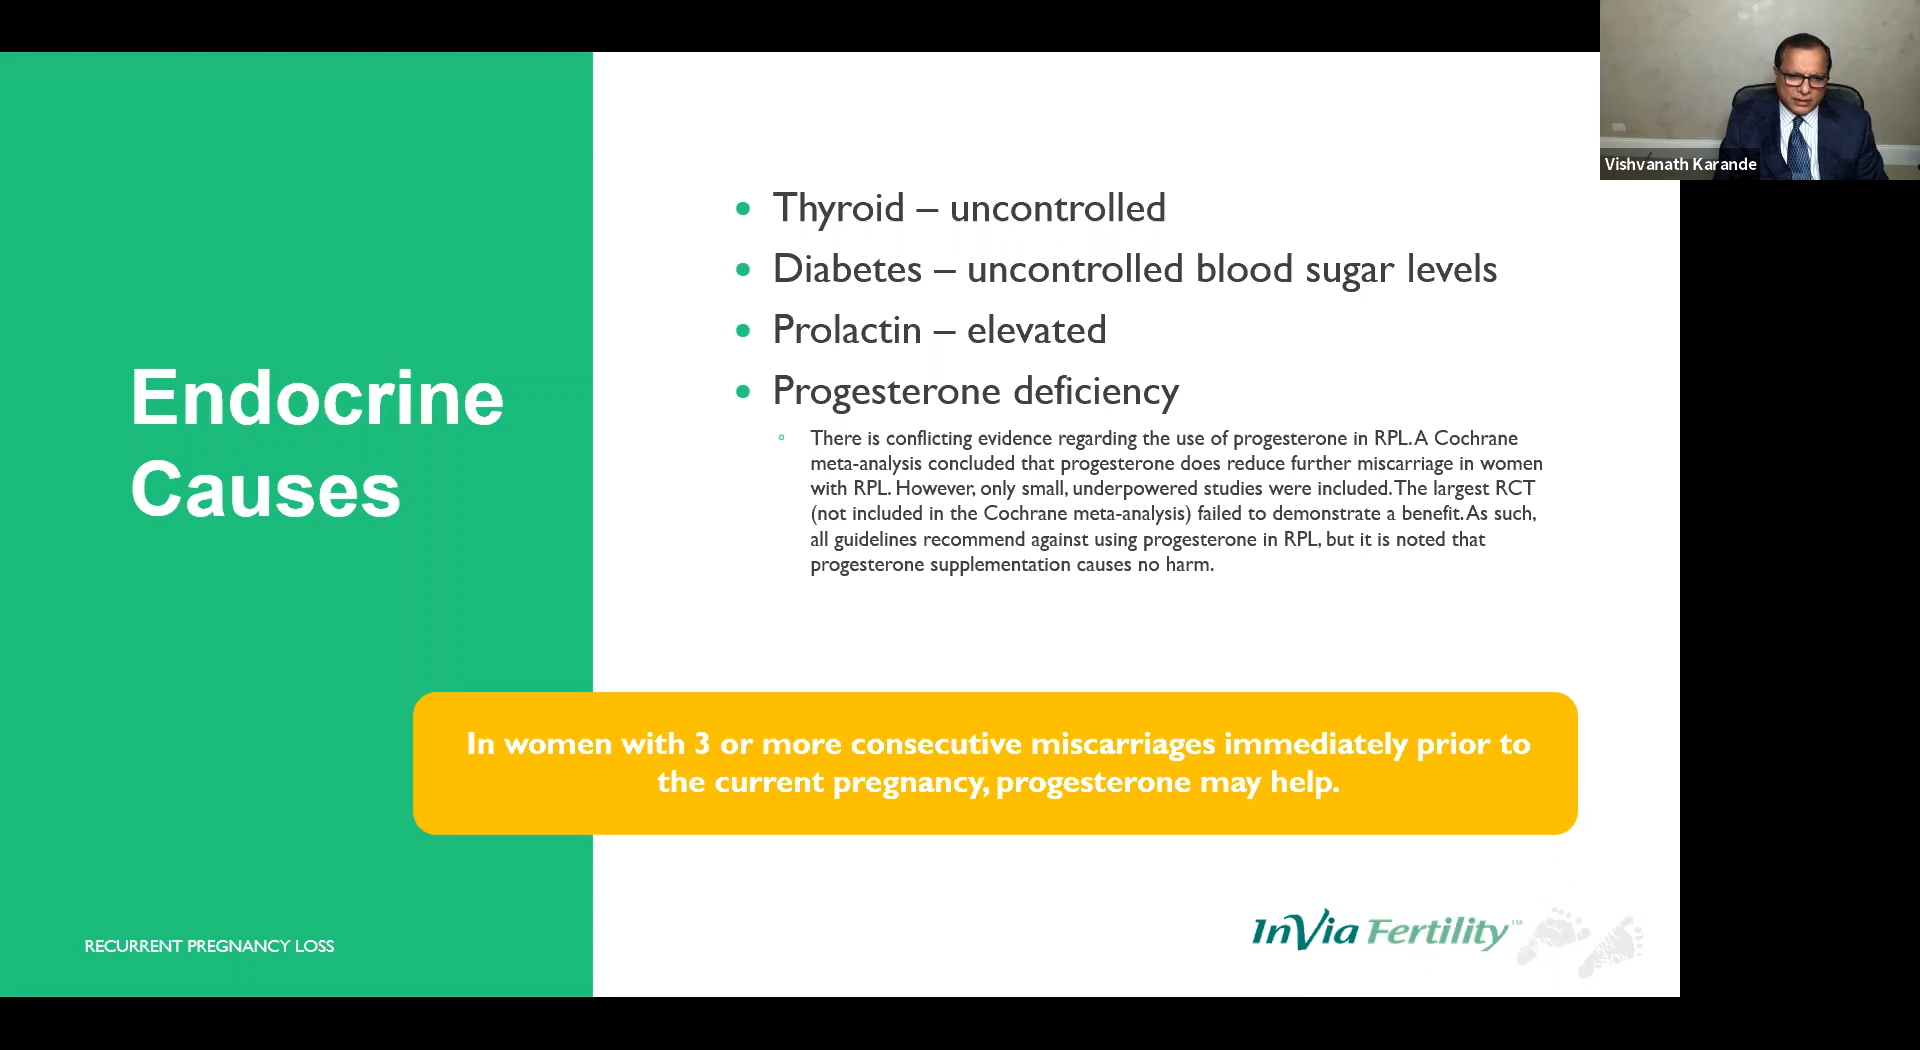 Vishvanath Karande
Endocrine
Causes
• Thyroid – uncontrolled
• Diabetes – uncontrolled blood sugar levels
• Prolactin – elevated
• Progesterone deficiency
◦ There is conflicting evidence regarding the use of progesterone in RPL. A Cochrane
meta-analysis concluded that progesterone does reduce further miscarriage in women
with RPL. However, only small, underpowered studies were included. The largest RCT
(not included in the Cochrane meta-analysis) failed to demonstrate a benefit. As such,
all guidelines recommend against using progesterone in RPL, but it is noted that
progesterone supplementation causes no harm.
In women with 3 or more consecutive miscarriages immediately prior to
the current pregnancy, progesterone may help.
RECURRENT PREGNANCY LOSS
InVia Fertility™